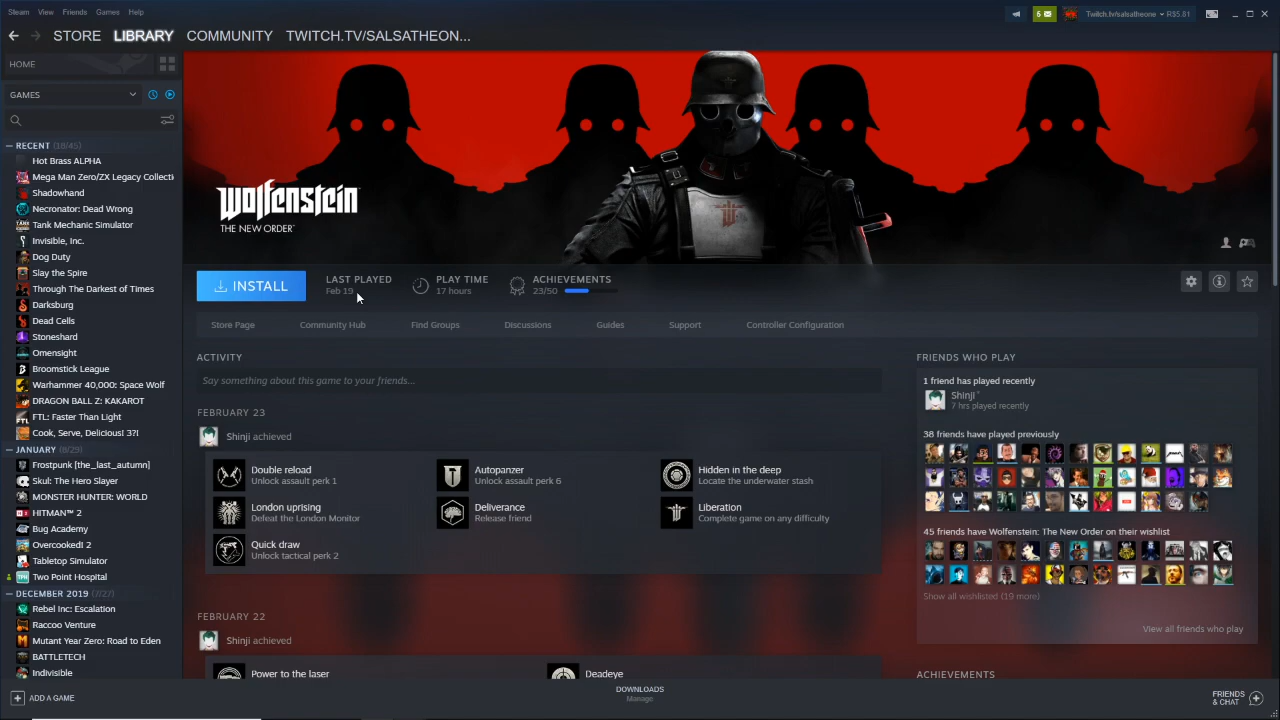 Steam View Friends Games Help
6
Twitch.tv/salsatheone R$5.81
STORE LIBRARY COMMUNITY TWITCH.TV/SALSATHEON...
HOME
GAMES
RECENT (18/45)
Hot Brass ALPHA
Mega Man Zero/ZX Legacy Collecti
Shadowhand
Necronator: Dead Wrong
Tank Mechanic Simulator
Invisible, Inc.
Dog Duty
Slay the Spire
Through The Darkest of Times
Darksburg
Dead Cells
Stoneshard
Omensight
Broomstick League
Warhammer 40,000: Space Wolf
DRAGON BALL Z: KAKAROT
FTL: Faster Than Light
Cook, Serve, Delicious! 3?!
JANUARY (8/29)
Frostpunk [the_last_autumn]
Skul: The Hero Slayer
MONSTER HUNTER: WORLD
HITMAN™ 2
Bug Academy
Overcooked! 2
Tabletop Simulator
Two Point Hospital
DECEMBER 2019 (7/27)
Rebel Inc: Escalation
Raccoo Venture
Mutant Year Zero: Road to Eden
BATTLETECH
Indivisible
ADD A GAME
Wolfenstein
THE NEW ORDER
INSTALL
LAST PLAYED
Feb 19
PLAY TIME
17 hours
ACHIEVEMENTS
23/50
Store Page Community Hub Find Groups Discussions Guides Support Controller Configuration
ACTIVITY
Say something about this game to your friends...
FEBRUARY 23
Shinji achieved
Double reload
Unlock assault perk 1
Autopanzer
Unlock assault perk 6
Hidden in the deep
Locate the underwater stash
London uprising
Defeat the London Monitor
Deliverance
Release friend
Liberation
Complete game on any difficulty
Quick draw
Unlock tactical perk 2
FEBRUARY 22
Shinji achieved
Power to the laser
Deadeye
FRIENDS WHO PLAY
1 friend has played recently
Shinji
7 hrs played recently
38 friends have played previously
45 friends have Wolfenstein: The New Order on their wishlist
Show all wishlisted (19 more)
View all friends who play
ACHIEVEMENTS
DOWNLOADS
Manage
FRIENDS
& CHAT